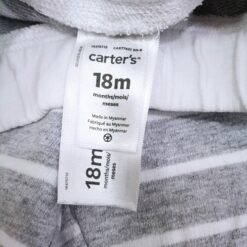 carter's®
18m
months/mois/
meses
Made in Myanmar
Fabriqué au Myanmar
Hecho en Myanmar
18m
months/mois/
meses